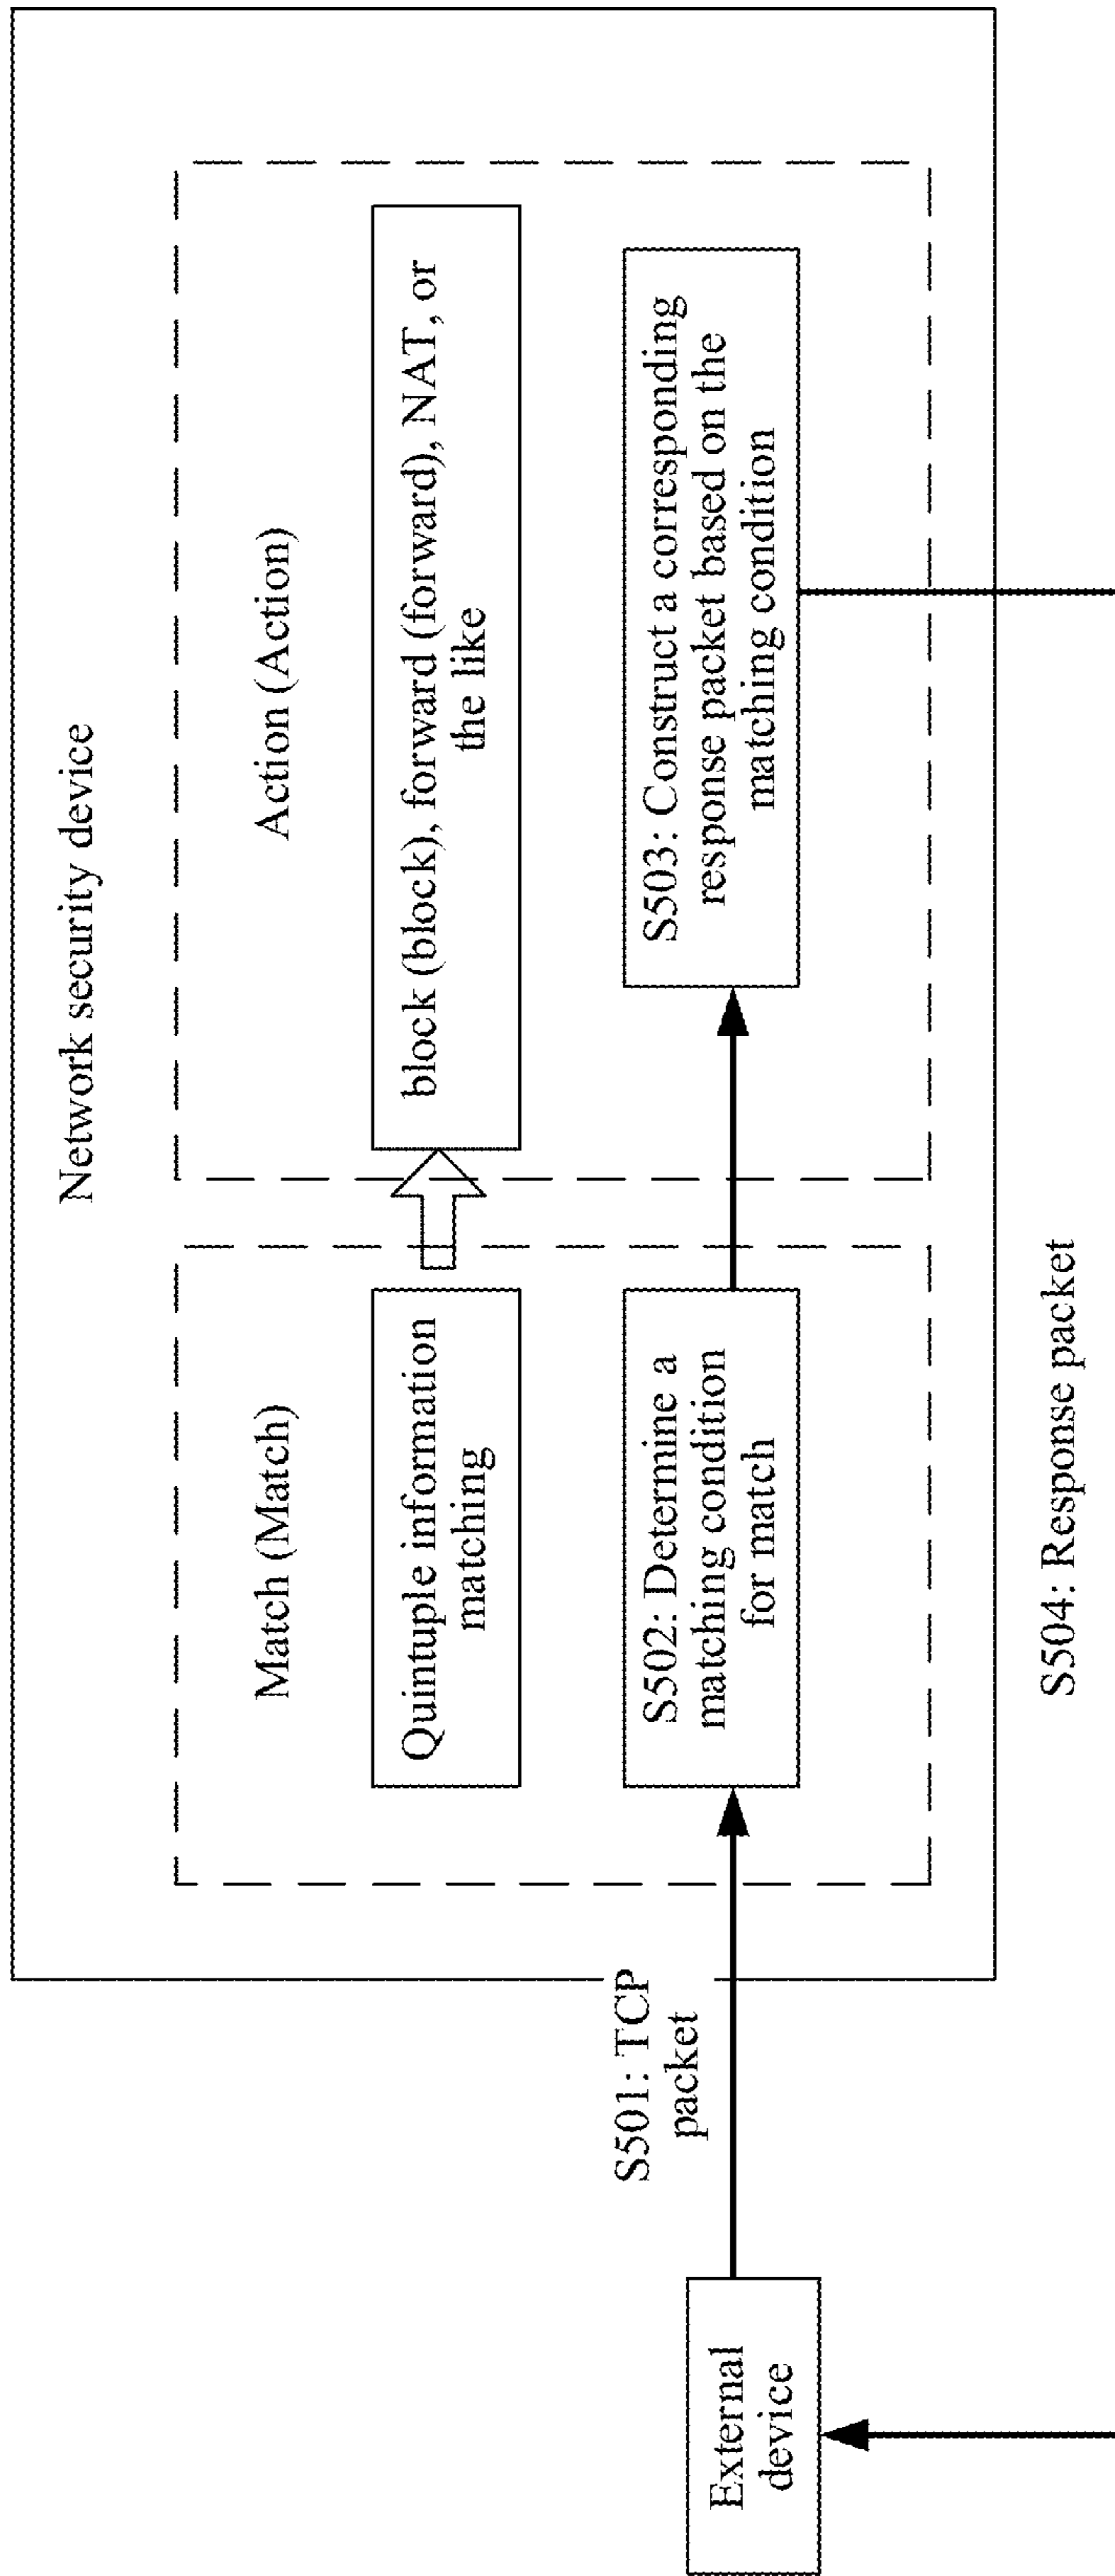 Network security device
Match (Match)
Action (Action)
Quintuple information
matching
block (block), forward (forward), NAT, or
the like
S501: TCP
packet
S502: Determine a
matching condition
for match
S503: Construct a corresponding
response packet based on the
matching condition
External
device
S504: Response packet